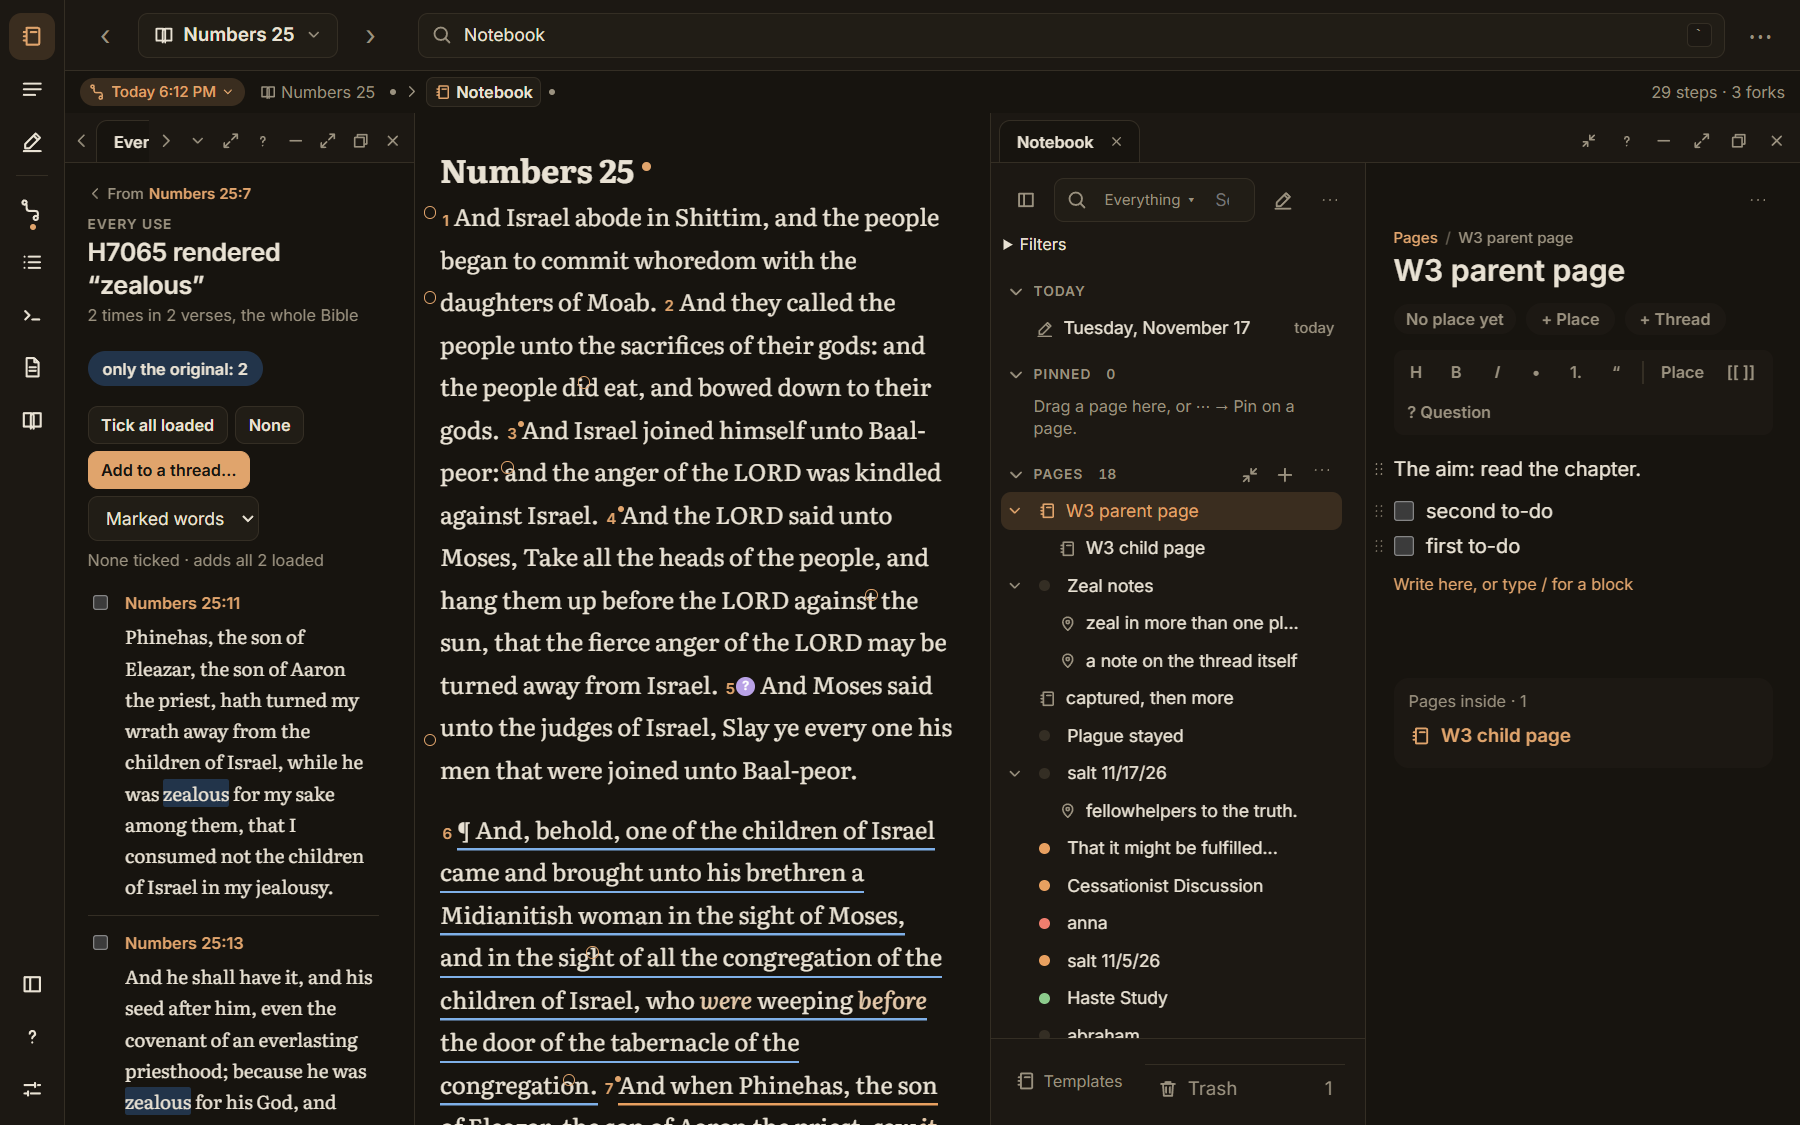 Numbers 25
Notebook
`
Today 6:12 PM
Numbers 25
Notebook
29 steps · 3 forks
Ever
?
From Numbers 25:7
EVERY USE
H7065 rendered
“zealous”
2 times in 2 verses, the whole Bible
only the original: 2
Tick all loaded
None
Add to a thread...
Marked words
None ticked · adds all 2 loaded
Numbers 25:11
Phinehas, the son of
Eleazar, the son of Aaron
the priest, hath turned my
wrath away from the
children of Israel, while he
was zealous for my sake
among them, that I
consumed not the children
of Israel in my jealousy.
Numbers 25:13
And he shall have it, and his
seed after him, even the
covenant of an everlasting
priesthood; because he was
zealous for his God, and
Numbers 25
1 And Israel abode in Shittim, and the people
began to commit whoredom with the
daughters of Moab. 2 And they called the
people unto the sacrifices of their gods: and
the people did eat, and bowed down to their
gods. 3 And Israel joined himself unto Baal-
peor: and the anger of the LORD was kindled
against Israel. 4 And the LORD said unto
Moses, Take all the heads of the people, and
hang them up before the LORD against the
sun, that the fierce anger of the LORD may be
turned away from Israel. 5 ? And Moses said
unto the judges of Israel, Slay ye every one his
men that were joined unto Baal-peor.
6 ¶ And, behold, one of the children of Israel
came and brought unto his brethren a
Midianitish woman in the sight of Moses,
and in the sight of all the congregation of the
children of Israel, who were weeping before
the door of the tabernacle of the
congregation. 7 And when Phinehas, the son
of Eleazar, the son of Aaron the priest, saw it,
Notebook
?
Everything
Filters
TODAY
Tuesday, November 17 today
PINNED 0
Drag a page here, or ··· → Pin on a
page.
PAGES 18
W3 parent page
W3 child page
Zeal notes
zeal in more than one pl...
a note on the thread itself
captured, then more
Plague stayed
salt 11/17/26
fellowhelpers to the truth.
That it might be fulfilled...
Cessationist Discussion
anna
salt 11/5/26
Haste Study
abraham
Templates
Trash 1
Pages / W3 parent page
W3 parent page
No place yet
+ Place
+ Thread
H B I • 1. “ Place [[ ]]
? Question
The aim: read the chapter.
second to-do
first to-do
Write here, or type / for a block
Pages inside · 1
W3 child page
?